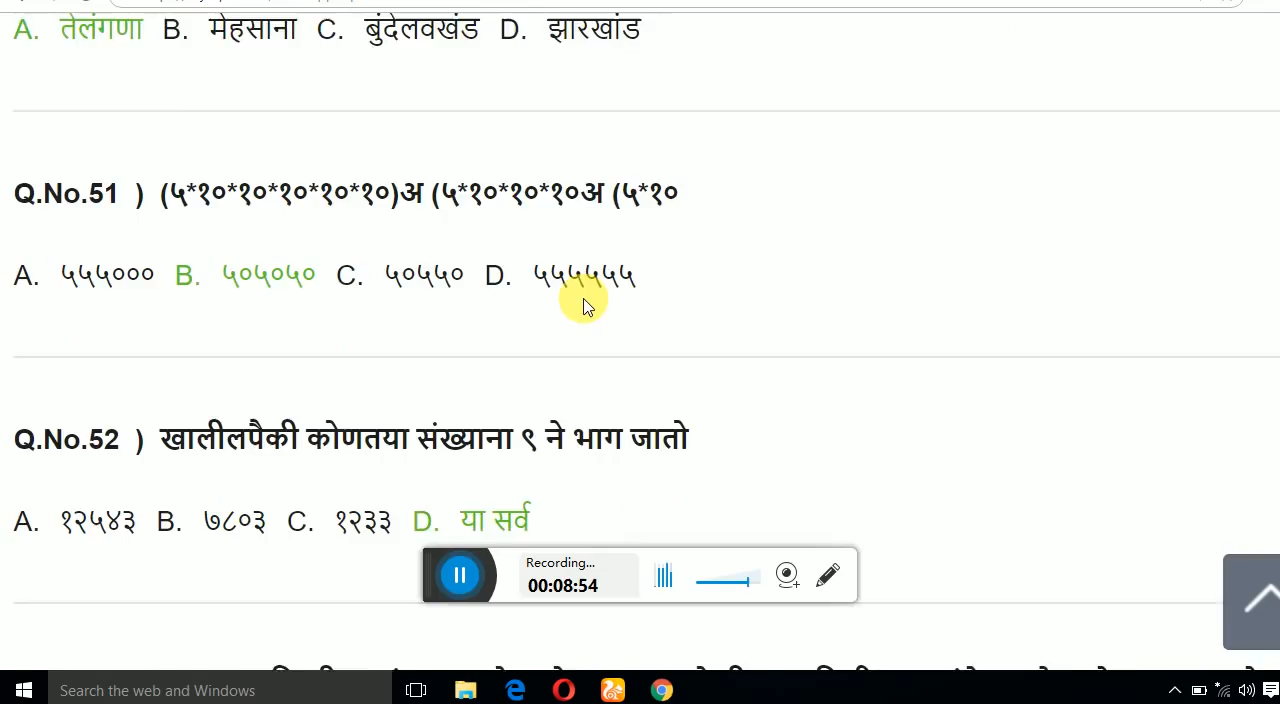 A. तेलंगणा B. मेहसाना C. बुंदेलवखंड D. झारखांड
Q.No.51 ) (५*१०*१०*१०*१०*१०)अ (५*१०*१०*१०अ (५*१०
A. ५५५००० B. ५०५०५० C. ५०५५० D. ५५५५५५
Q.No.52 ) खालीलपैकी कोणतया संख्याना ९ ने भाग जातो
A. १२५४३ B. ७८०३ C. १२३३ D. या सर्व
Recording...
00:08:54
Search the web and Windows